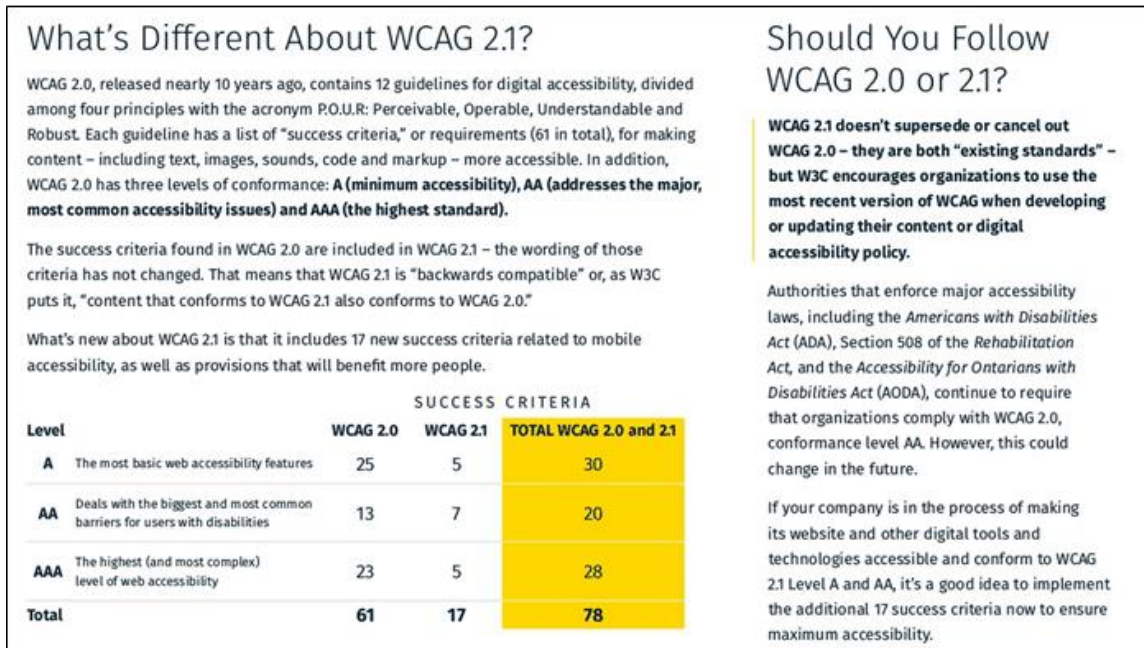 What's Different About WCAG 2.1?
WCAG 2.0, released nearly 10 years ago, contains 12 guidelines for digital accessibility, divided
among four principles with the acronym P.O.U.R: Perceivable, Operable, Understandable and
Robust. Each guideline has a list of “success criteria,” or requirements (61 in total), for making
content – including text, images, sounds, code and markup – more accessible. In addition,
WCAG 2.0 has three levels of conformance: A (minimum accessibility), AA (addresses the major,
most common accessibility issues) and AAA (the highest standard).
The success criteria found in WCAG 2.0 are included in WCAG 2.1 – the wording of those
criteria has not changed. That means that WCAG 2.1 is “backwards compatible” or, as W3C
puts it, “content that conforms to WCAG 2.1 also conforms to WCAG 2.0.”
What's new about WCAG 2.1 is that it includes 17 new success criteria related to mobile
accessibility, as well as provisions that will benefit more people.
SUCCESS CRITERIA
Level WCAG 2.0 WCAG 2.1 TOTAL WCAG 2.0 and 2.1
A The most basic web accessibility features 25 5 30
AA Deals with the biggest and most common
barriers for users with disabilities 13 7 20
AAA The highest (and most complex)
level of web accessibility 23 5 28
Total 61 17 78
Should You Follow
WCAG 2.0 or 2.1?
WCAG 2.1 doesn't supersede or cancel out
WCAG 2.0 – they are both “existing standards” –
but W3C encourages organizations to use the
most recent version of WCAG when developing
or updating their content or digital
accessibility policy.
Authorities that enforce major accessibility
laws, including the Americans with Disabilities
Act (ADA), Section 508 of the Rehabilitation
Act, and the Accessibility for Ontarians with
Disabilities Act (AODA), continue to require
that organizations comply with WCAG 2.0,
conformance level AA. However, this could
change in the future.
If your company is in the process of making
its website and other digital tools and
technologies accessible and conform to WCAG
2.1 Level A and AA, it's a good idea to implement
the additional 17 success criteria now to ensure
maximum accessibility.